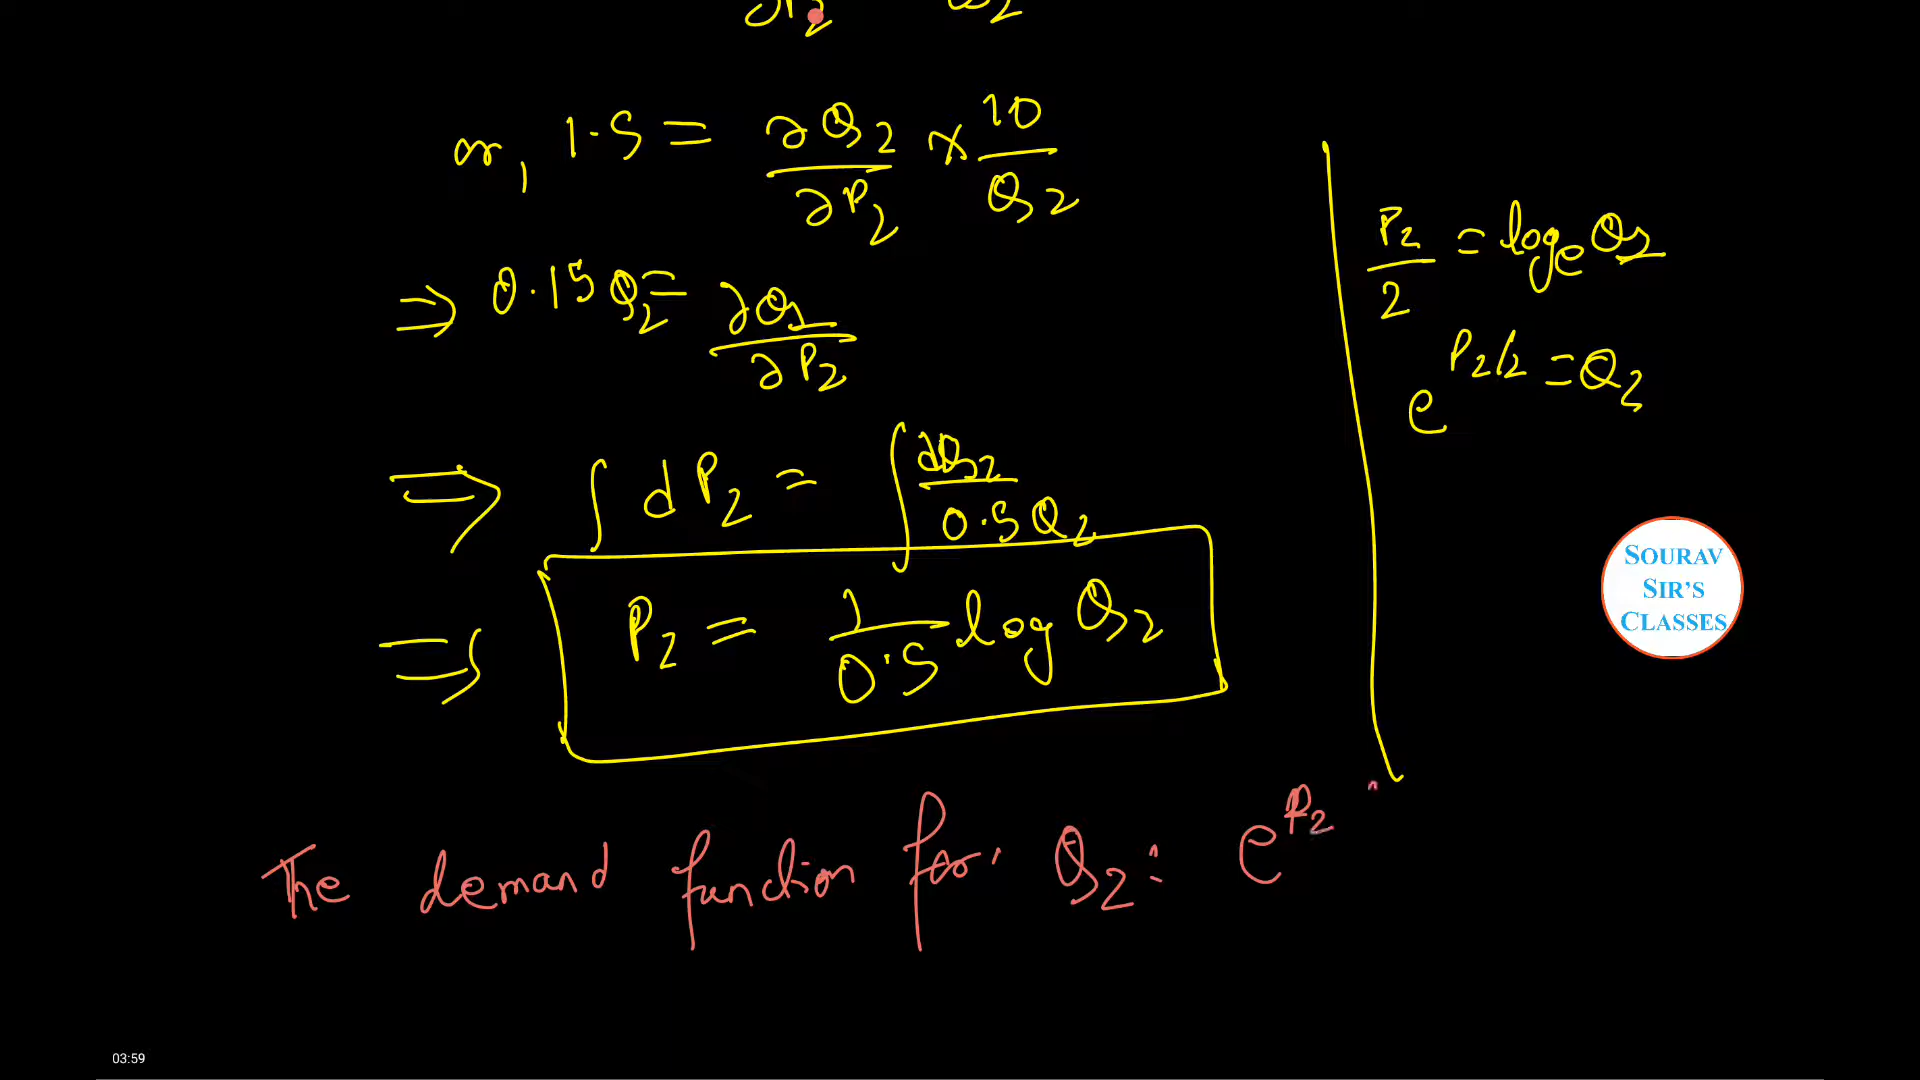 or, 1.5 = ∂Q2/∂P2 × 10/Q2
⇒ 0.15 Q2 = ∂Q2/∂P2
⇒ ∫ dP2 = ∫ ∂Q2/0.5Q2
⇒ P2 = 1/0.5 log Q2
P2/2 = loge Q2
e^P2/2 = Q2
SOURAV
SIR'S
CLASSES
The demand function for Q2 : e^P2
03:59